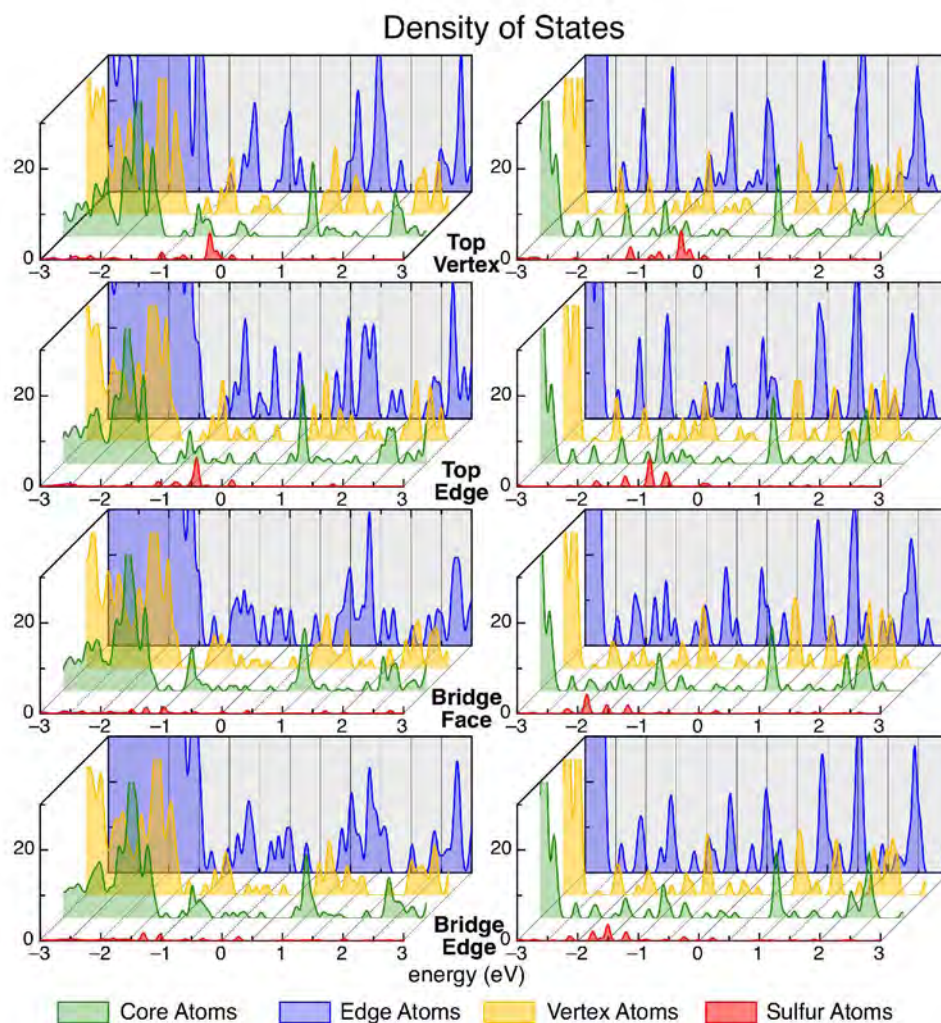 Density of States
20
0
−3 −2 −1 0 1 2 3
Top
Vertex
−3 −2 −1 0 1 2 3
20
0
20
0
−3 −2 −1 0 1 2 3
Top
Edge
−3 −2 −1 0 1 2 3
20
0
20
0
−3 −2 −1 0 1 2 3
Bridge
Face
−3 −2 −1 0 1 2 3
20
0
20
0
−3 −2 −1 0 1 2 3
Bridge
Edge
−3 −2 −1 0 1 2 3
20
0
energy (eV)
Core Atoms
Edge Atoms
Vertex Atoms
Sulfur Atoms